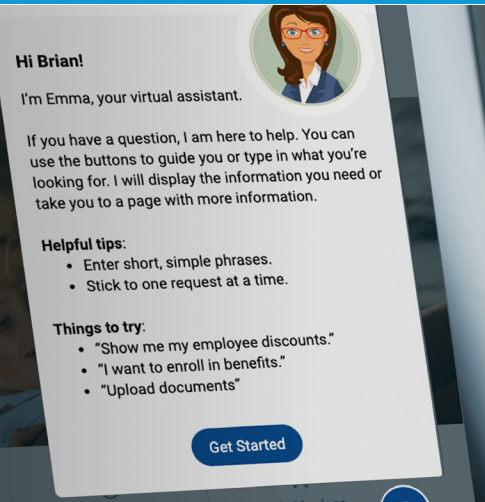 Hi Brian!
I'm Emma, your virtual assistant.
If you have a question, I am here to help. You can
use the buttons to guide you or type in what you're
looking for. I will display the information you need or
take you to a page with more information.
Helpful tips:
• Enter short, simple phrases.
• Stick to one request at a time.
Things to try:
• “Show me my employee discounts.”
• “I want to enroll in benefits.”
• “Upload documents”
Get Started